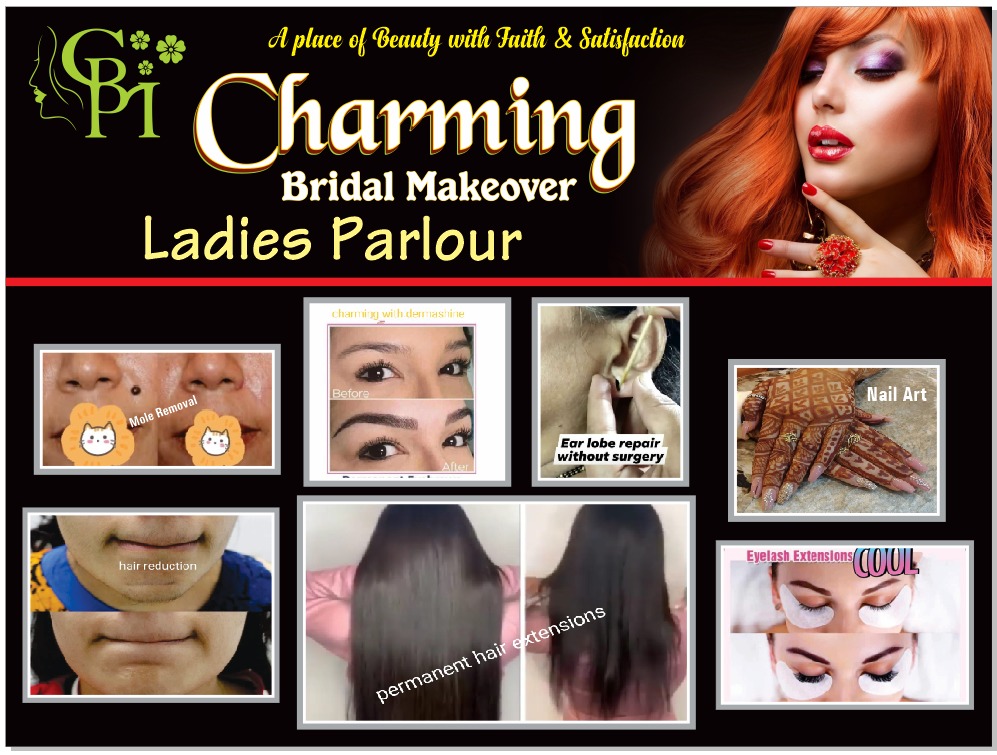 CBM
A place of Beauty with Faith & Satisfaction
Charming
Bridal Makeover
Ladies Parlour
charming with dermashine
Before
After
Mole Removal
Ear lobe repair
without surgery
Nail Art
hair reduction
permanent hair extensions
Eyelash Extensions COOL